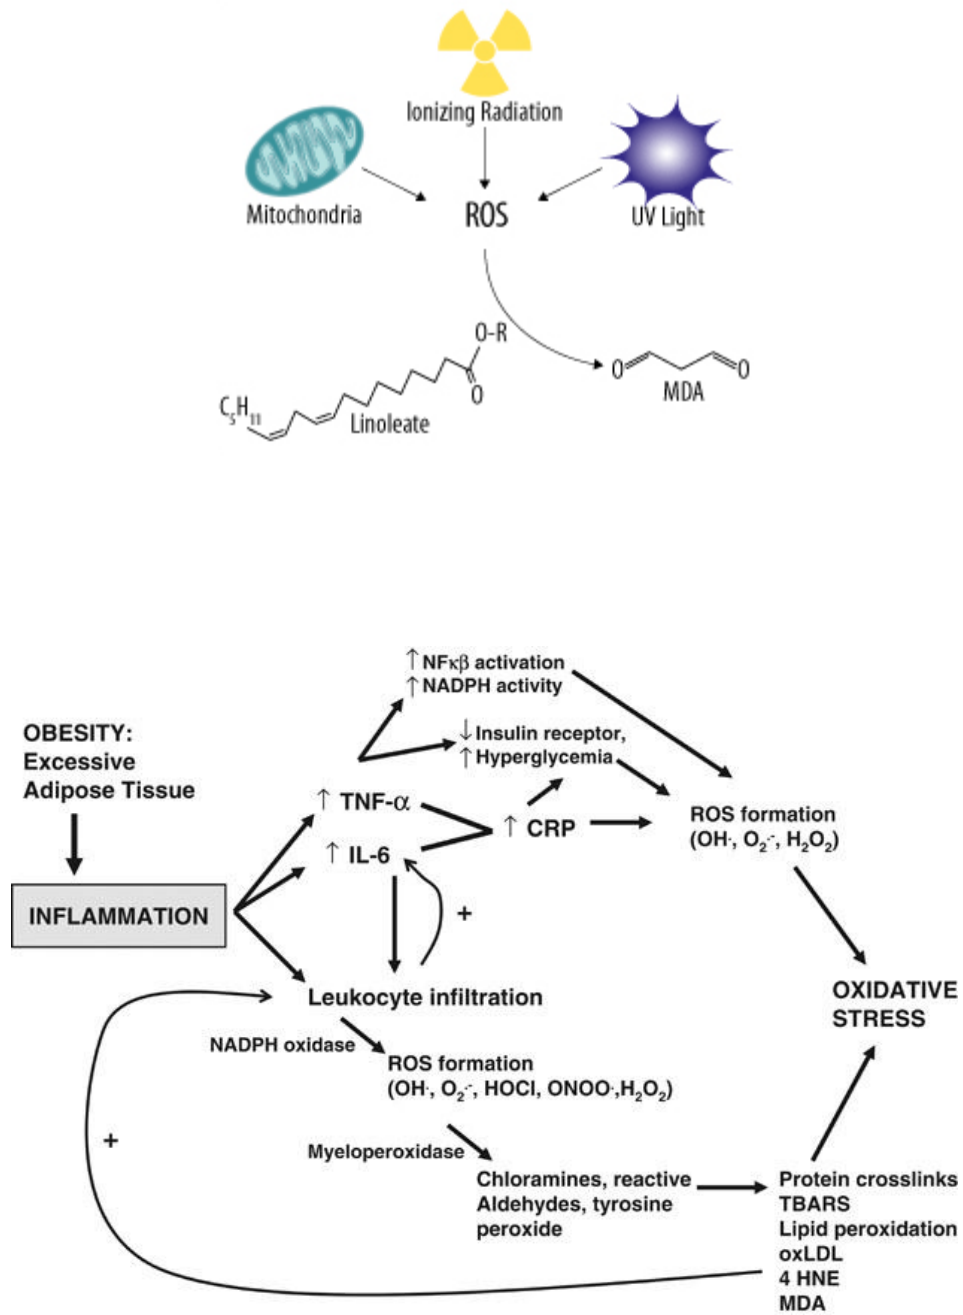 Ionizing Radiation
Mitochondria
ROS
UV Light
O-R
O
C₅H₁₁
Linoleate
O
O
MDA
↑ NFκβ activation
↑ NADPH activity
OBESITY:
Excessive
Adipose Tissue
↓ Insulin receptor,
↑ Hyperglycemia
↑ TNF-α
↑ IL-6
↑ CRP
ROS formation
(OH·, O₂·-, H₂O₂)
INFLAMMATION
+
Leukocyte infiltration
OXIDATIVE
STRESS
NADPH oxidase
ROS formation
(OH·, O₂·-, HOCl, ONOO·,H₂O₂)
+
Myeloperoxidase
Chloramines, reactive
Aldehydes, tyrosine
peroxide
Protein crosslinks
TBARS
Lipid peroxidation
oxLDL
4 HNE
MDA